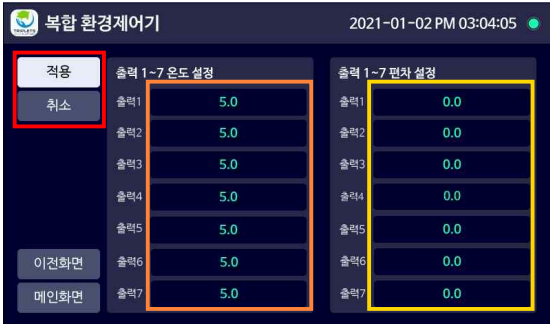 복합 환경제어기
2021-01-02 PM 03:04:05
적용
취소
이전화면
메인화면
출력 1~7 온도 설정
출력1 5.0
출력2 5.0
출력3 5.0
출력4 5.0
출력5 5.0
출력6 5.0
출력7 5.0
출력 1~7 편차 설정
출력1 0.0
출력2 0.0
출력3 0.0
출력4 0.0
출력5 0.0
출력6 0.0
출력7 0.0